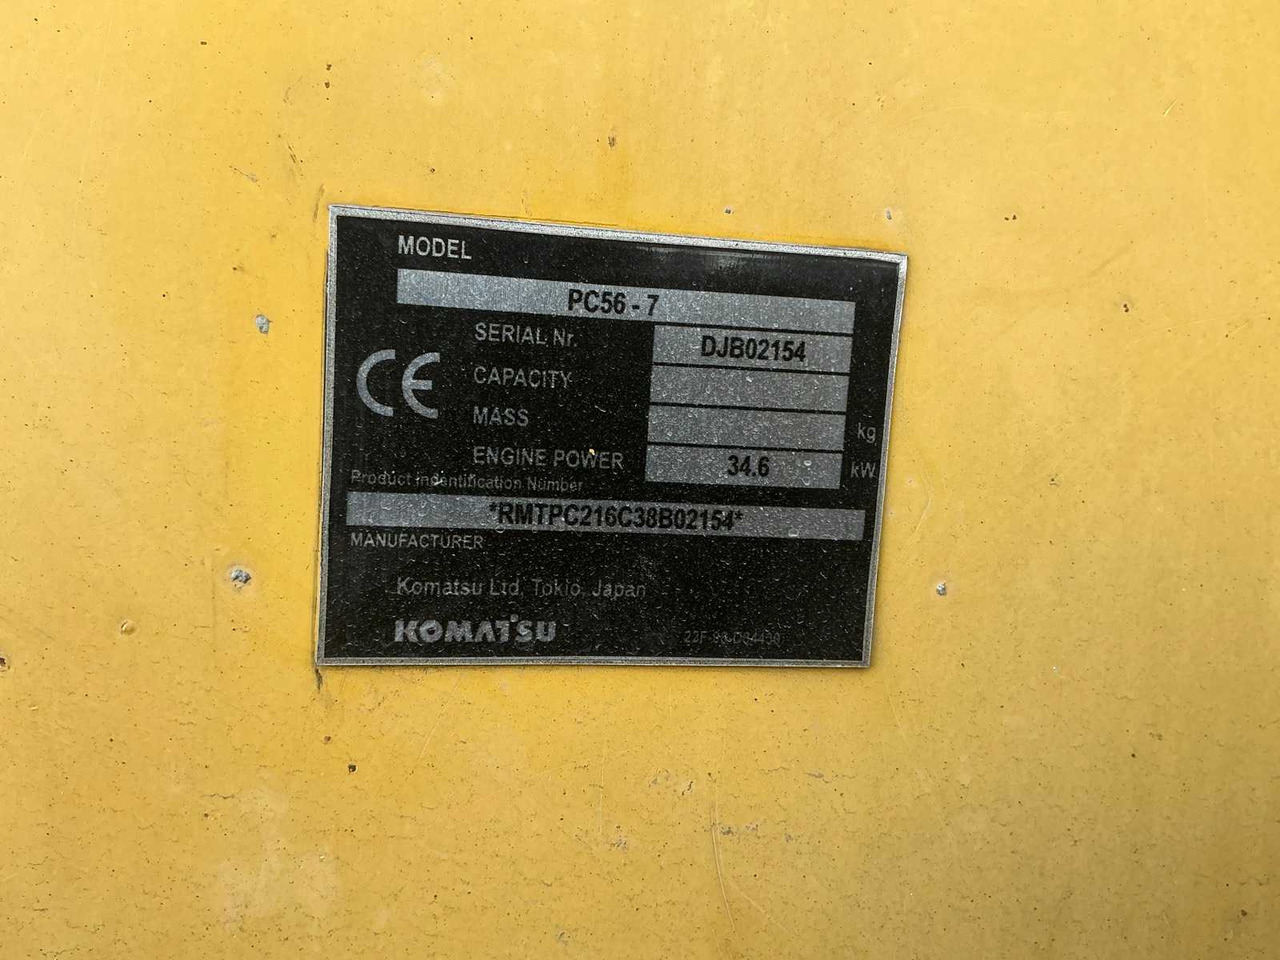 MODEL
PC56 - 7
SERIAL Nr. DJB02154
CE
CAPACITY
MASS kg
ENGINE POWER 34.6 kW
Product Indentification Number
*RMTPC216C38B02154*
MANUFACTURER
Komatsu Ltd. Tokio, Japan
KOMATSU